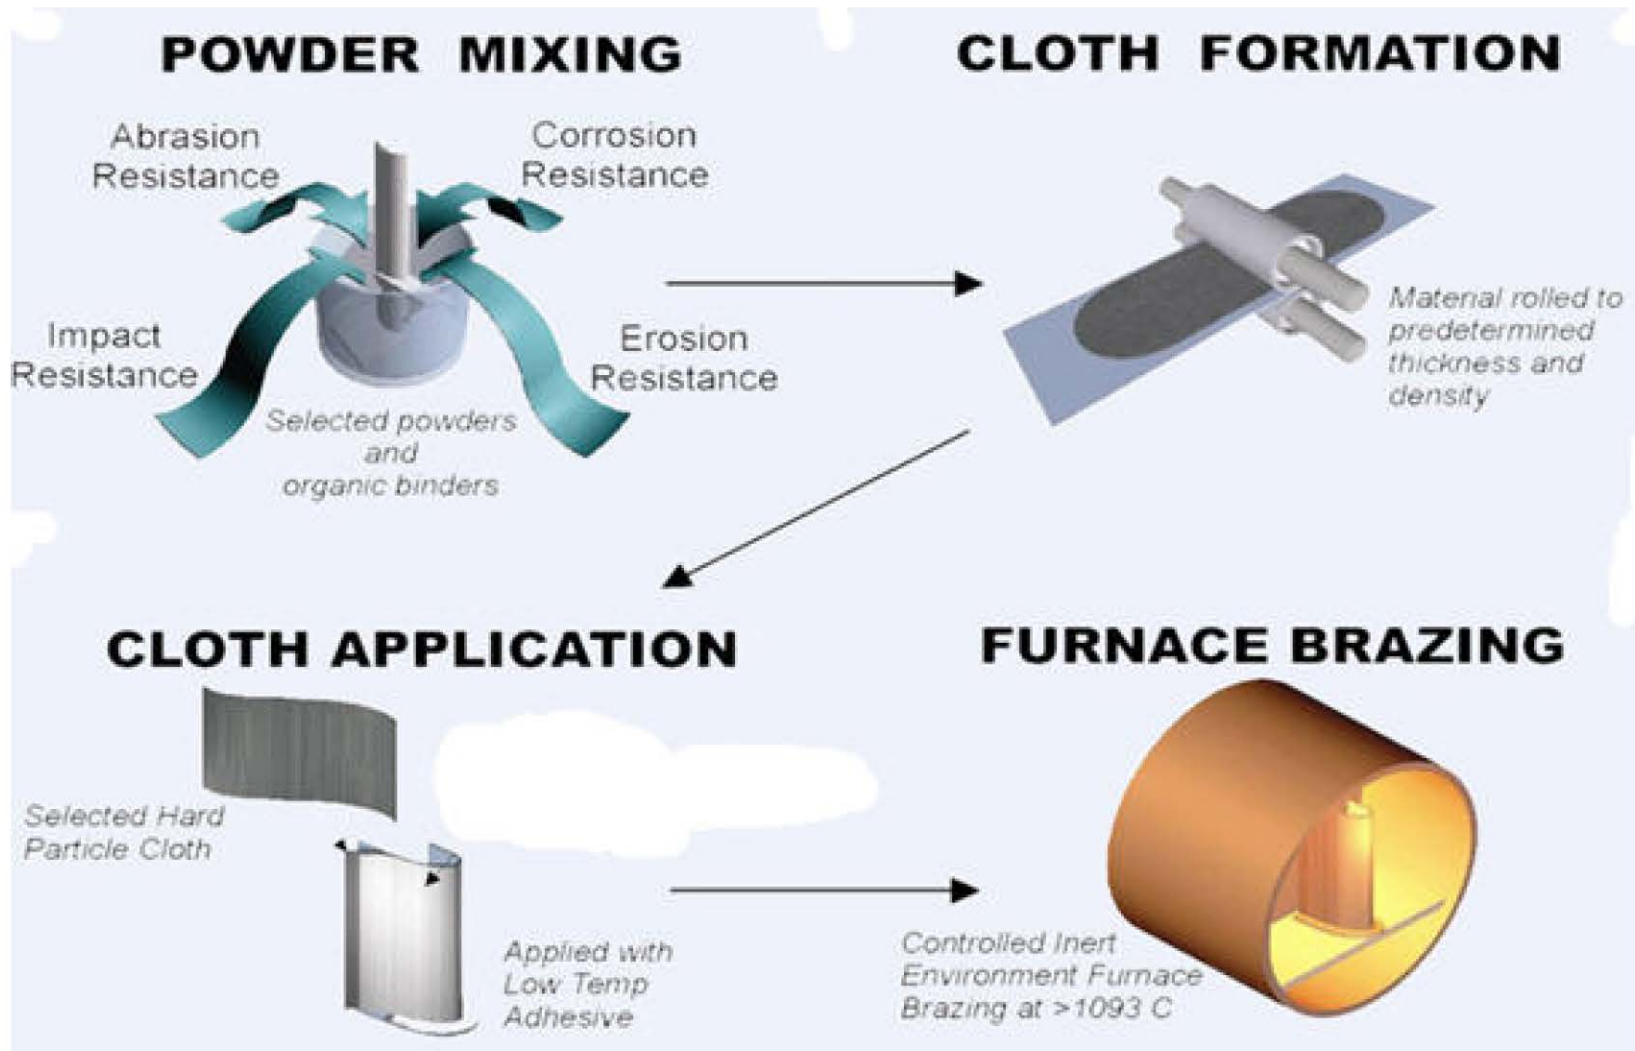 POWDER MIXING
Abrasion
Resistance
Corrosion
Resistance
Impact
Resistance
Erosion
Resistance
Selected powders
and
organic binders
CLOTH FORMATION
Material rolled to
predetermined
thickness and
density
CLOTH APPLICATION
Selected Hard
Particle Cloth
Applied with
Low Temp
Adhesive
FURNACE BRAZING
Controlled Inert
Environment Furnace
Brazing at >1093 C